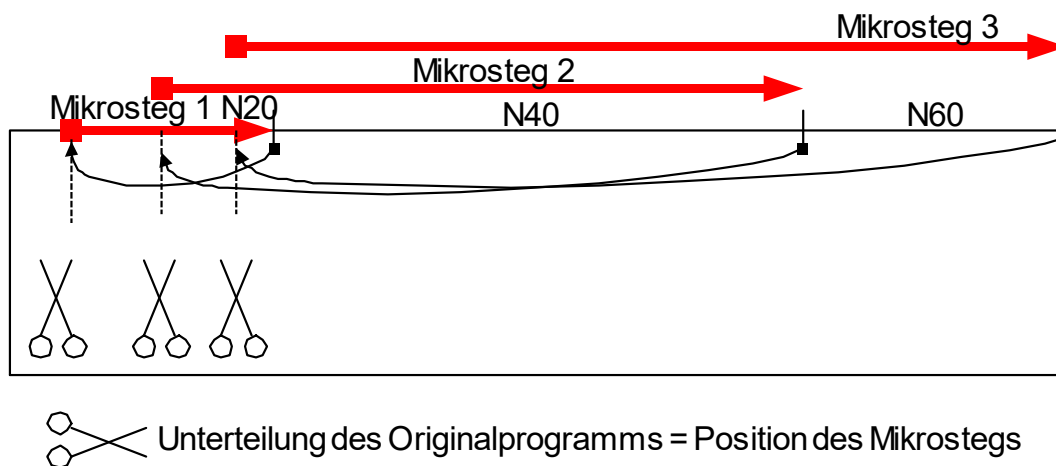 Mikrosteg 3
Mikrosteg 2
Mikrosteg 1 N20
N40
N60
Unterteilung des Originalprogramms = Position des Mikrostegs